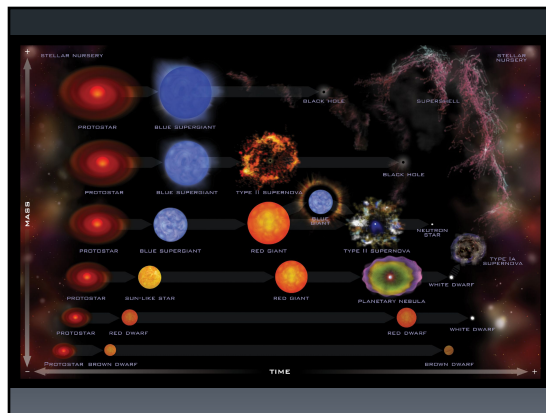 +
STELLAR NURSERY
STELLAR
NURSERY
BLACK HOLE
SUPERSHELL
PROTOSTAR
BLUE SUPERGIANT
PROTOSTAR
BLUE SUPERGIANT
TYPE II SUPERNOVA
BLACK HOLE
MASS
BLUE
GIANT
PROTOSTAR
BLUE SUPERGIANT
RED GIANT
TYPE II SUPERNOVA
NEUTRON
STAR
TYPE IA
SUPERNOVA
PROTOSTAR
SUN-LIKE STAR
RED GIANT
PLANETARY NEBULA
WHITE DWARF
PROTOSTAR
RED DWARF
RED DWARF
WHITE DWARF
PROTOSTAR
BROWN DWARF
BROWN DWARF
-
-
TIME
+